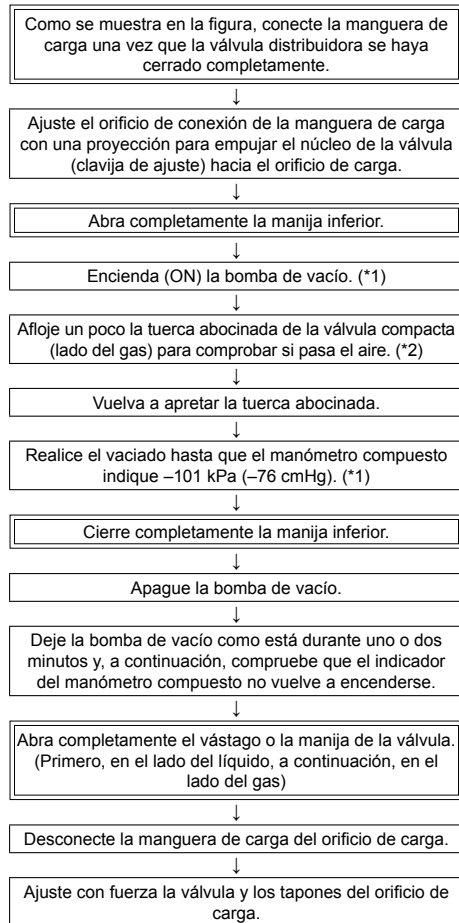 Como se muestra en la figura, conecte la manguera de
carga una vez que la válvula distribuidora se haya
cerrado completamente.
↓
Ajuste el orificio de conexión de la manguera de carga
con una proyección para empujar el núcleo de la válvula
(clavija de ajuste) hacia el orificio de carga.
↓
Abra completamente la manija inferior.
↓
Encienda (ON) la bomba de vacío. (*1)
↓
Afloje un poco la tuerca abocinada de la válvula compacta
(lado del gas) para comprobar si pasa el aire. (*2)
↓
Vuelva a apretar la tuerca abocinada.
↓
Realice el vaciado hasta que el manómetro compuesto
indique –101 kPa (–76 cmHg). (*1)
↓
Cierre completamente la manija inferior.
↓
Apague la bomba de vacío.
↓
Deje la bomba de vacío como está durante uno o dos
minutos y, a continuación, compruebe que el indicador
del manómetro compuesto no vuelve a encenderse.
↓
Abra completamente el vástago o la manija de la válvula.
(Primero, en el lado del líquido, a continuación, en el
lado del gas)
↓
Desconecte la manguera de carga del orificio de carga.
↓
Ajuste con fuerza la válvula y los tapones del orificio de
carga.